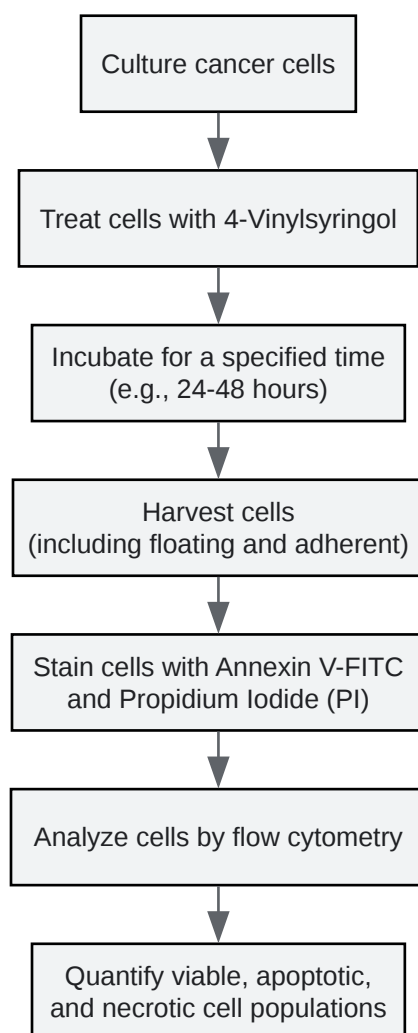 Culture cancer cells
Treat cells with 4-Vinylsyringol
Incubate for a specified time
(e.g., 24-48 hours)
Harvest cells
(including floating and adherent)
Stain cells with Annexin V-FITC
and Propidium Iodide (PI)
Analyze cells by flow cytometry
Quantify viable, apoptotic,
and necrotic cell populations